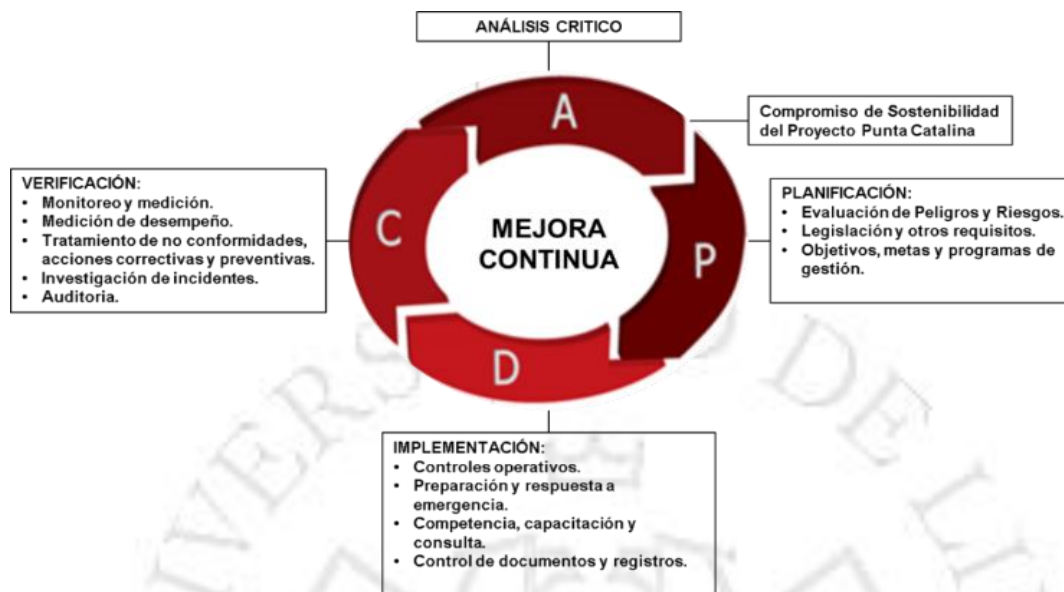 ANÁLISIS CRITICO
A
Compromiso de Sostenibilidad
del Proyecto Punta Catalina
VERIFICACIÓN:
• Monitoreo y medición.
• Medición de desempeño.
• Tratamiento de no conformidades,
acciones correctivas y preventivas.
• Investigación de incidentes.
• Auditoria.
C
MEJORA
CONTINUA
P
PLANIFICACIÓN:
• Evaluación de Peligros y Riesgos.
• Legislación y otros requisitos.
• Objetivos, metas y programas de
gestión.
D
IMPLEMENTACIÓN:
• Controles operativos.
• Preparación y respuesta a
emergencia.
• Competencia, capacitación y
consulta.
• Control de documentos y registros.